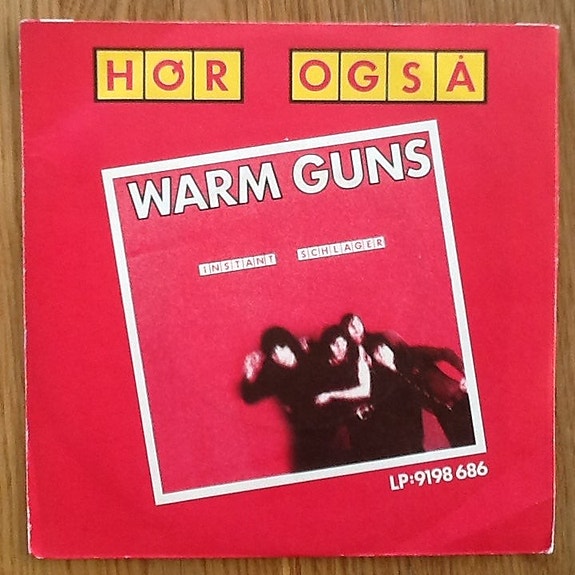 HØR OGSÅ
WARM GUNS
INSTANT SCHLAGER
LP:9198 686